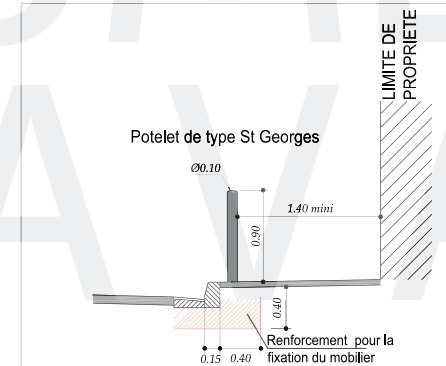 LIMITE DE
PROPRIETE
Potelet de type St Georges
Ø0.10
1.40 mini
0.90
0.40
Renforcement pour la
fixation du mobilier
0.15 0.40